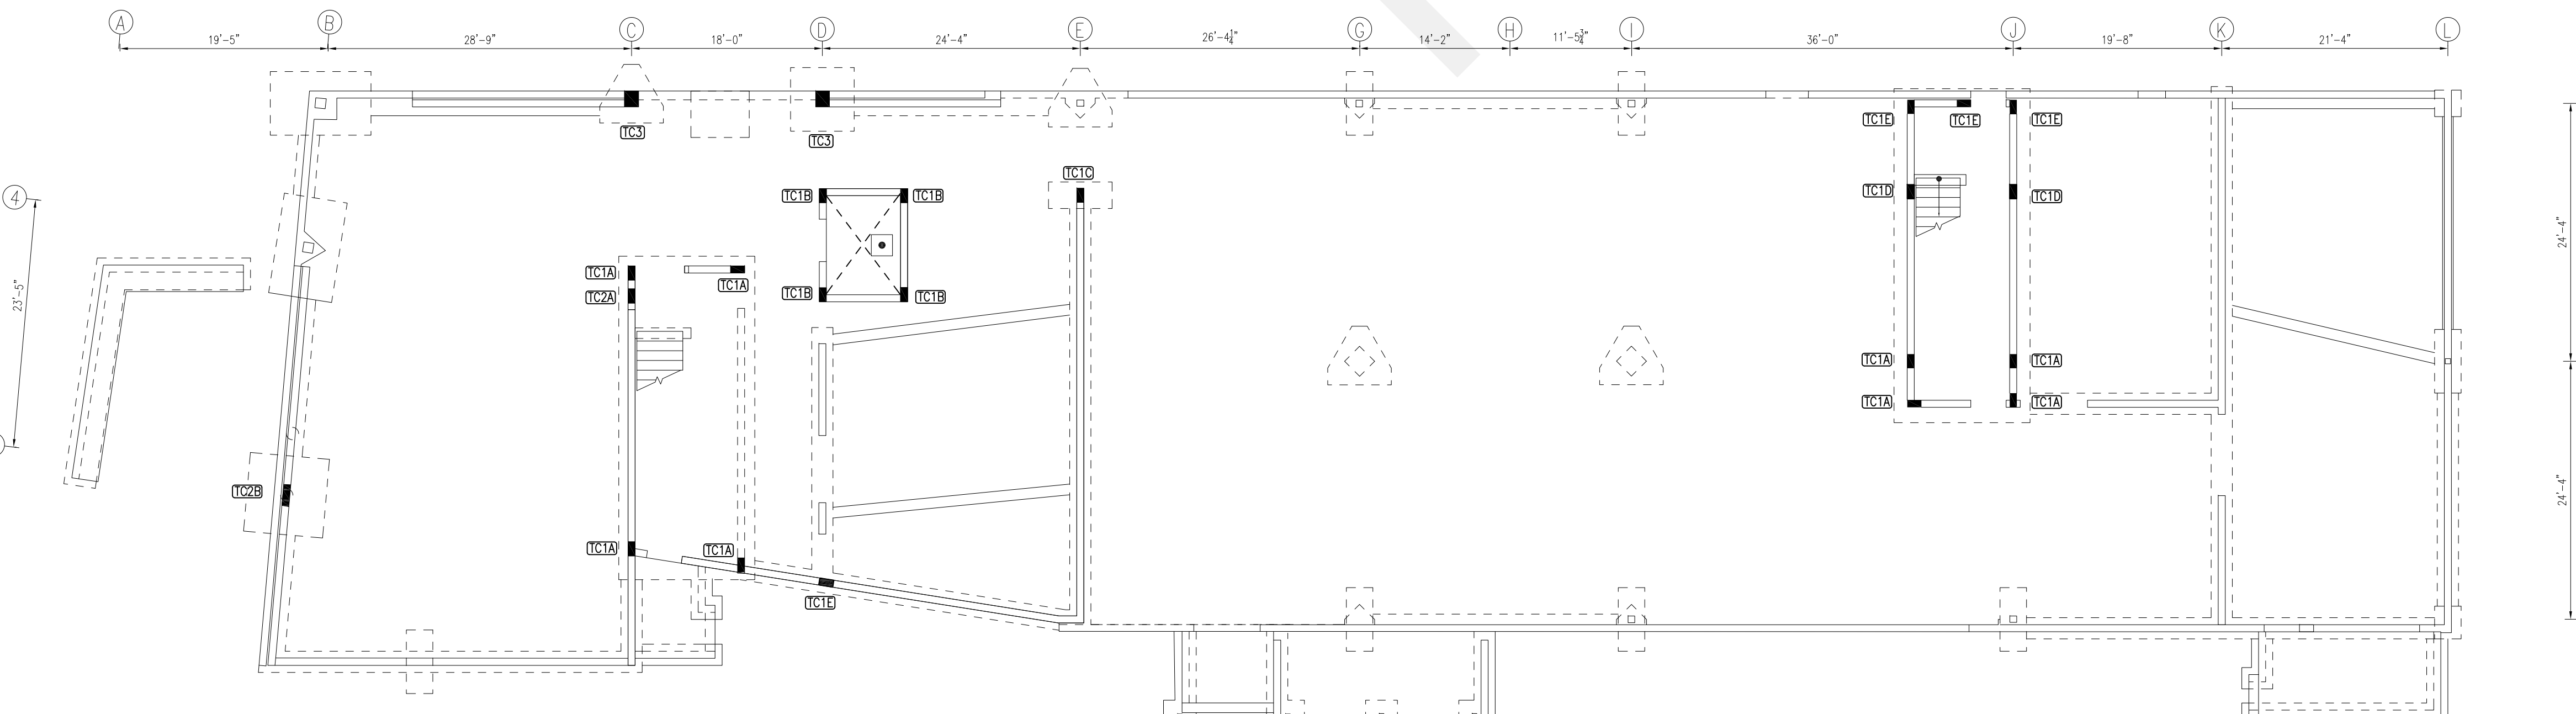 A B C D E G H I J K L
19'-5" 28'-9" 18'-0" 24'-4" 26'-4¼" 14'-2" 11'-5¾" 36'-0" 19'-8" 21'-4"
TC1E TC1E TC1E
TC3 TC3
TC1C
TC1B TC1B TC1D TC1D
4
24'-4"
TC1A TC1A
TC2A TC1B TC1B
23'-5"
TC1A TC1A
TC1A TC1A
TC2B
24'-4"
TC1A TC1A
TC1E